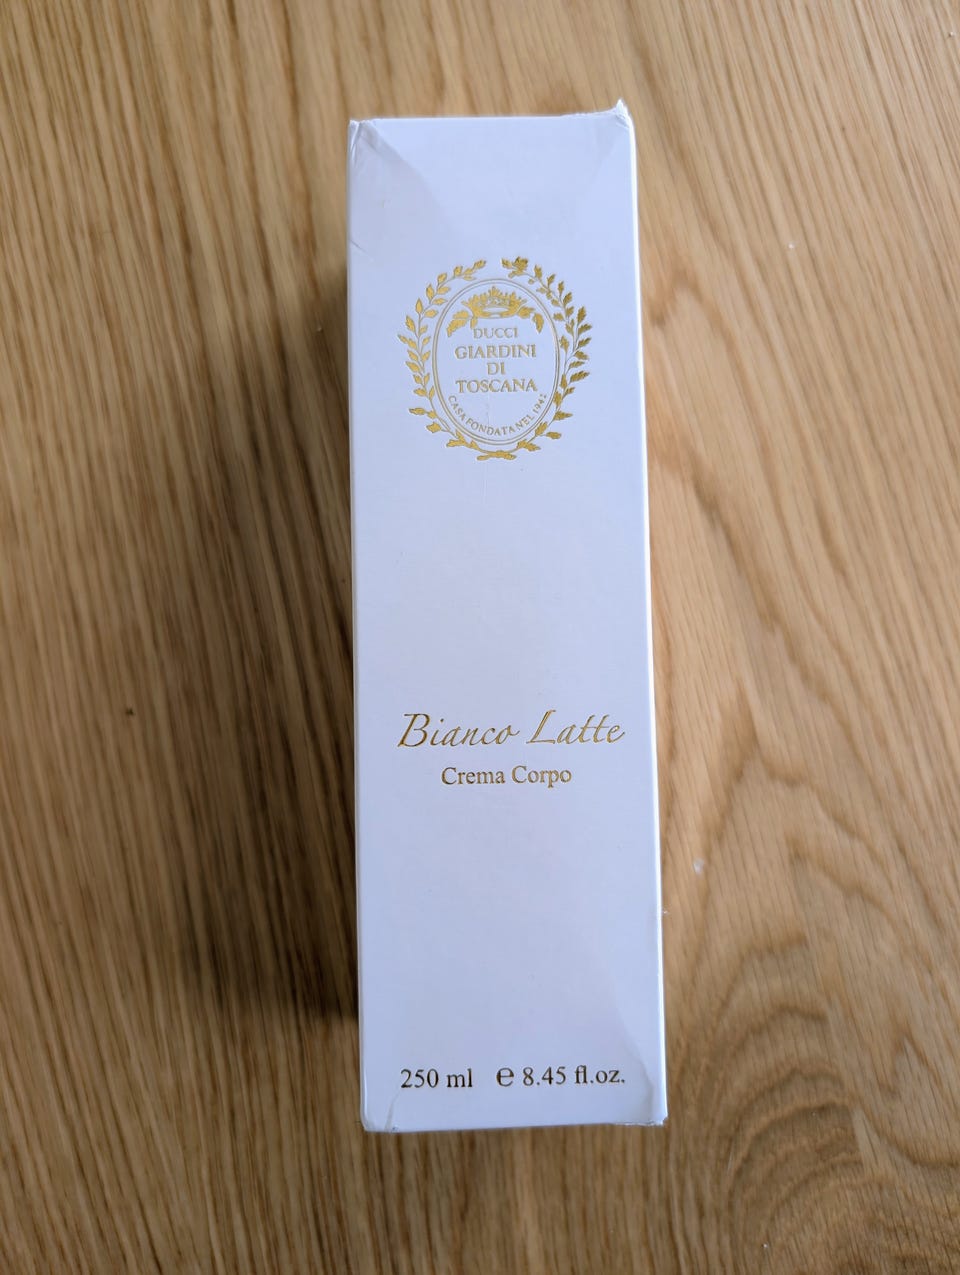 DUCCI
GIARDINI
DI
TOSCANA
CASA FONDATA NEL 1942
Bianco Latte
Crema Corpo
250 ml ℮ 8.45 fl.oz.